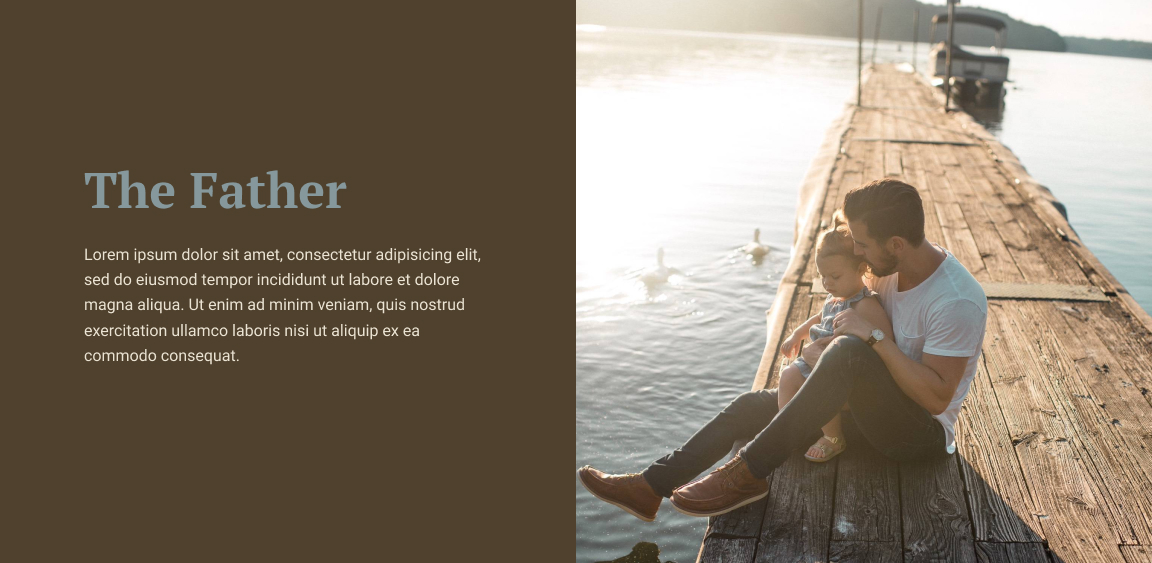 The Father
Lorem ipsum dolor sit amet, consectetur adipisicing elit,
sed do eiusmod tempor incididunt ut labore et dolore
magna aliqua. Ut enim ad minim veniam, quis nostrud
exercitation ullamco laboris nisi ut aliquip ex ea
commodo consequat.